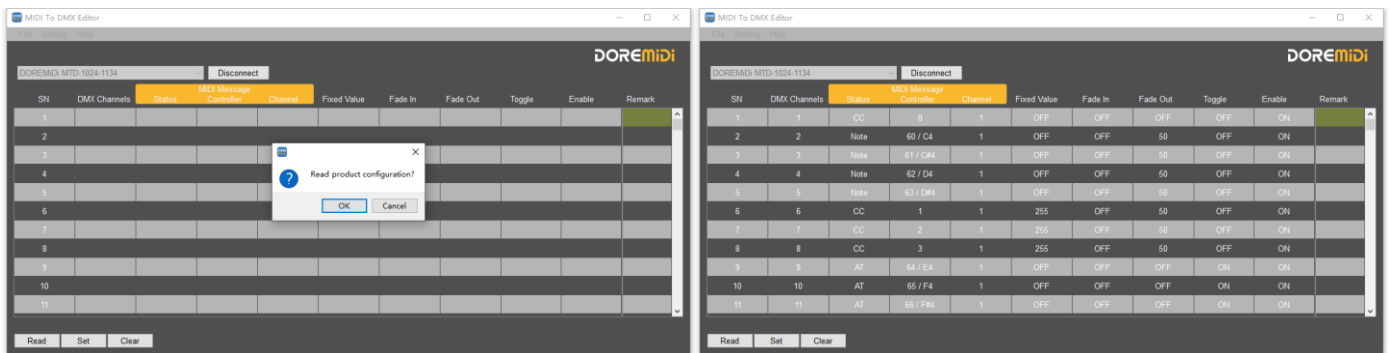 MIDI To DMX Editor
File Setting Help
DOREMiDi
DOREMiDi MTD-1024-1134 Disconnect
MIDI Message
SN DMX Channels Status Controller Channel Fixed Value Fade In Fade Out Toggle Enable Remark
1
2
3
4
5
6
7
8
9
10
11
Read product configuration?
OK Cancel
Read Set Clear
MIDI To DMX Editor
File Setting Help
DOREMiDi
DOREMiDi MTD-1024-1134 Disconnect
MIDI Message
SN DMX Channels Status Controller Channel Fixed Value Fade In Fade Out Toggle Enable Remark
1 1 CC 0 1 OFF OFF OFF OFF ON
2 2 Note 60 / C4 1 OFF OFF 50 OFF ON
3 3 Note 61 / C#4 1 OFF OFF 50 OFF ON
4 4 Note 62 / D4 1 OFF OFF 50 OFF ON
5 5 Note 63 / D#4 1 OFF OFF 50 OFF ON
6 6 CC 1 1 255 OFF 50 OFF ON
7 7 CC 2 1 255 OFF 50 OFF ON
8 8 CC 3 1 255 OFF 50 OFF ON
9 9 AT 64 / E4 1 OFF OFF OFF ON ON
10 10 AT 65 / F4 1 OFF OFF OFF ON ON
11 11 AT 66 / F#4 1 OFF OFF OFF ON ON
Read Set Clear